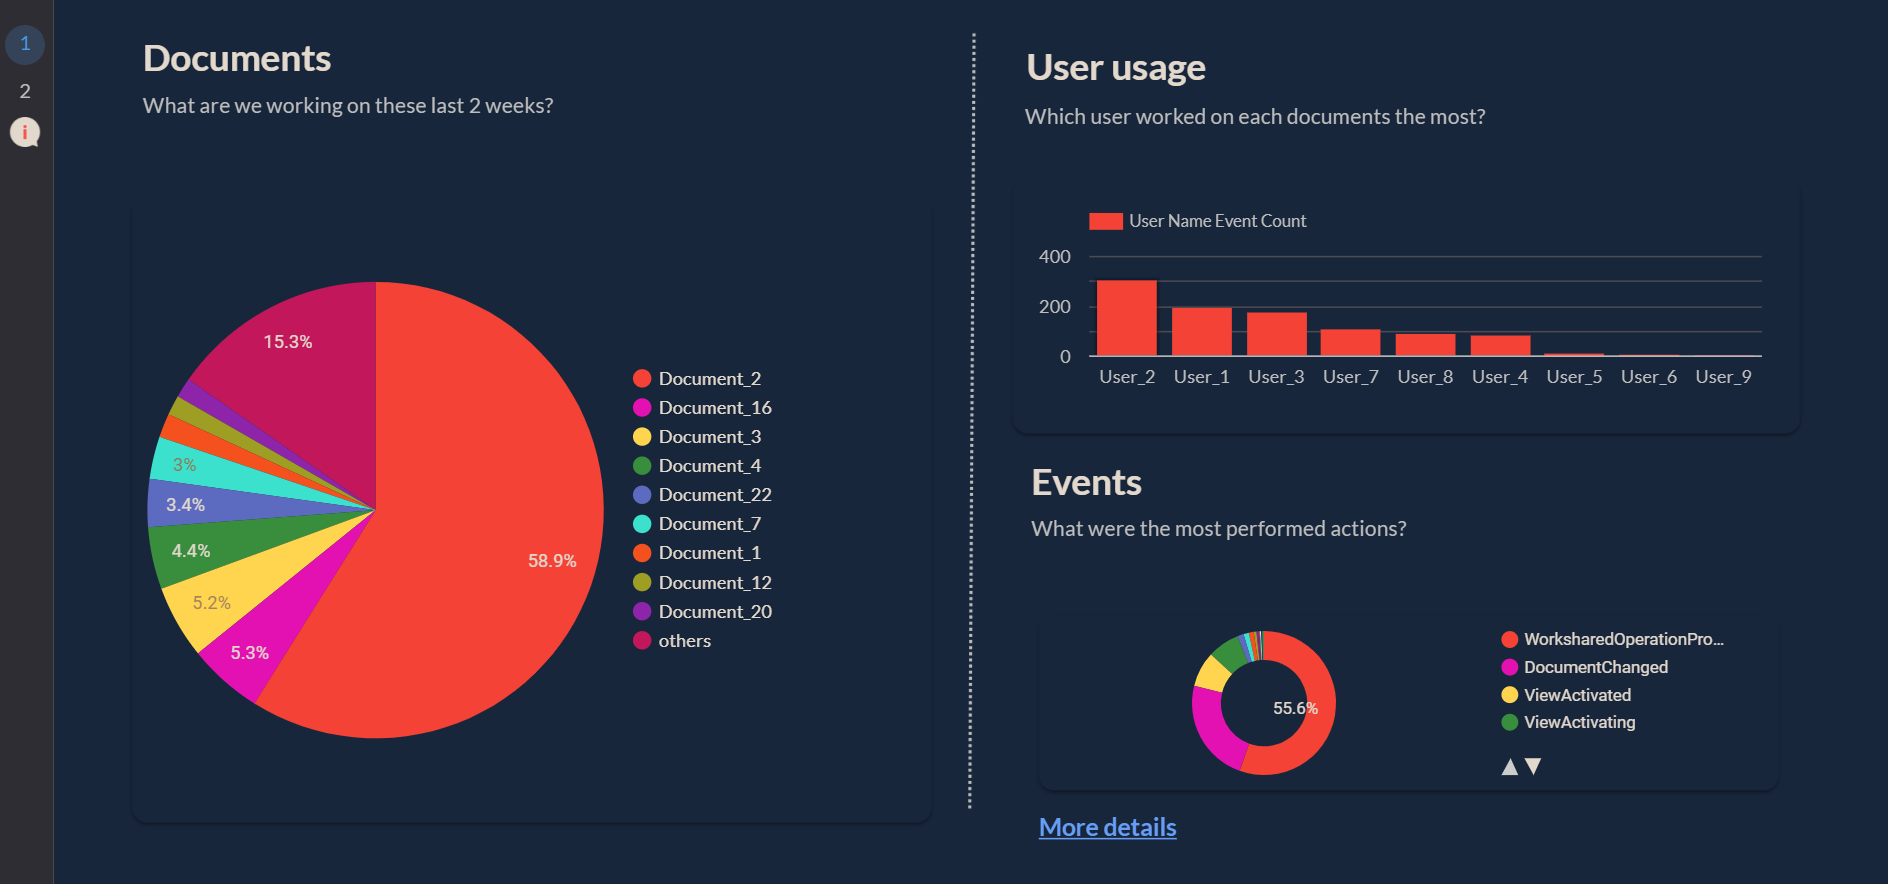 1
2
i
Documents
What are we working on these last 2 weeks?
15.3%
3%
3.4%
4.4%
5.2%
5.3%
58.9%
Document_2
Document_16
Document_3
Document_4
Document_22
Document_7
Document_1
Document_12
Document_20
others
User usage
Which user worked on each documents the most?
User Name Event Count
400
200
0
User_2 User_1 User_3 User_7 User_8 User_4 User_5 User_6 User_9
Events
What were the most performed actions?
55.6%
WorksharedOperationPro...
DocumentChanged
ViewActivated
ViewActivating
More details